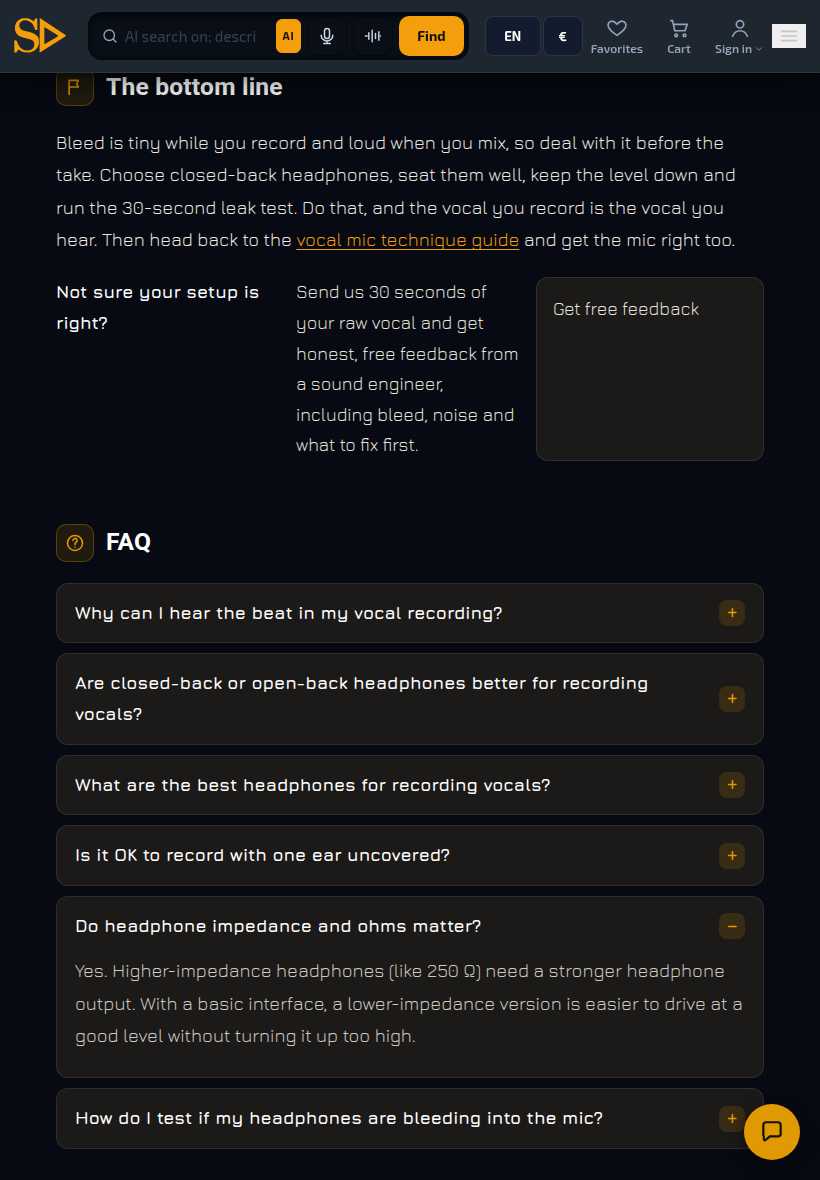 S
AI search on: descri
AI
Find
EN
€
Favorites
Cart
Sign in
The bottom line
Bleed is tiny while you record and loud when you mix, so deal with it before the
take. Choose closed-back headphones, seat them well, keep the level down and
run the 30-second leak test. Do that, and the vocal you record is the vocal you
hear. Then head back to the vocal mic technique guide and get the mic right too.
Not sure your setup is
right?
Send us 30 seconds of
your raw vocal and get
honest, free feedback from
a sound engineer,
including bleed, noise and
what to fix first.
Get free feedback
FAQ
Why can I hear the beat in my vocal recording?
+
Are closed-back or open-back headphones better for recording
vocals?
+
What are the best headphones for recording vocals?
+
Is it OK to record with one ear uncovered?
+
Do headphone impedance and ohms matter?
−
Yes. Higher-impedance headphones (like 250 Ω) need a stronger headphone
output. With a basic interface, a lower-impedance version is easier to drive at a
good level without turning it up too high.
How do I test if my headphones are bleeding into the mic?
+